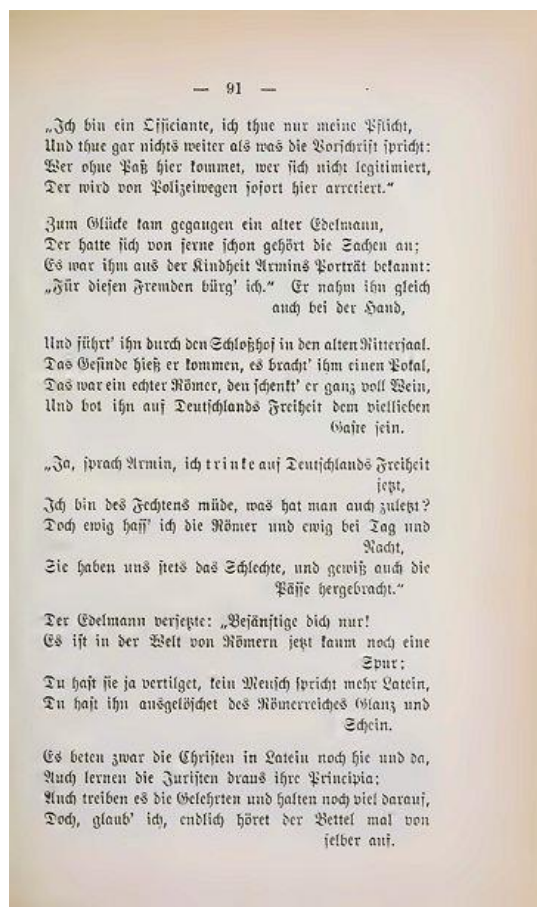 — 91 —
„Ich bin ein Officiante, ich thue nur meine Pflicht,
Und thue gar nichts weiter als was die Vorschrift spricht:
Wer ohne Paß hier kommet, wer sich nicht legitimiert,
Der wird von Polizeiwegen sofort hier arretiert.“
Zum Glücke kam gegangen ein alter Edelmann,
Der hatte sich von ferne schon gehört die Sachen an;
Es war ihm aus der Kindheit Armins Porträt bekannt:
„Für diesen Fremden bürg’ ich.“ Er nahm ihn gleich
auch bei der Hand,
Und führt’ ihn durch den Schloßhof in den alten Rittersaal.
Das Gesinde hieß er kommen, es bracht’ ihm einen Pokal,
Das war ein echter Römer, den schenkt’ er ganz voll Wein,
Und bot ihn auf Deutschlands Freiheit dem viellieben
Gaste sein.
„Ja, sprach Armin, ich trinke auf Deutschlands Freiheit
jetzt,
Ich bin des Fechtens müde, was hat man auch zuletzt?
Doch ewig hass’ ich die Römer und ewig bei Tag und
Nacht,
Sie haben uns stets das Schlechte, und gewiß auch die
Pässe hergebracht.“
Der Edelmann versetzte: „Besänftige dich nur!
Es ist in der Welt von Römern jetzt kaum noch eine
Spur;
Du hast sie ja vertilget, kein Mensch spricht mehr Latein,
Du hast ihn ausgelöschet des Römerreiches Glanz und
Schein.
Es beten zwar die Christen in Latein noch hie und da,
Auch lernen die Juristen draus ihre Principia;
Auch treiben es die Gelehrten und halten noch viel darauf,
Doch, glaub’ ich, endlich höret der Bettel mal von
selber auf.